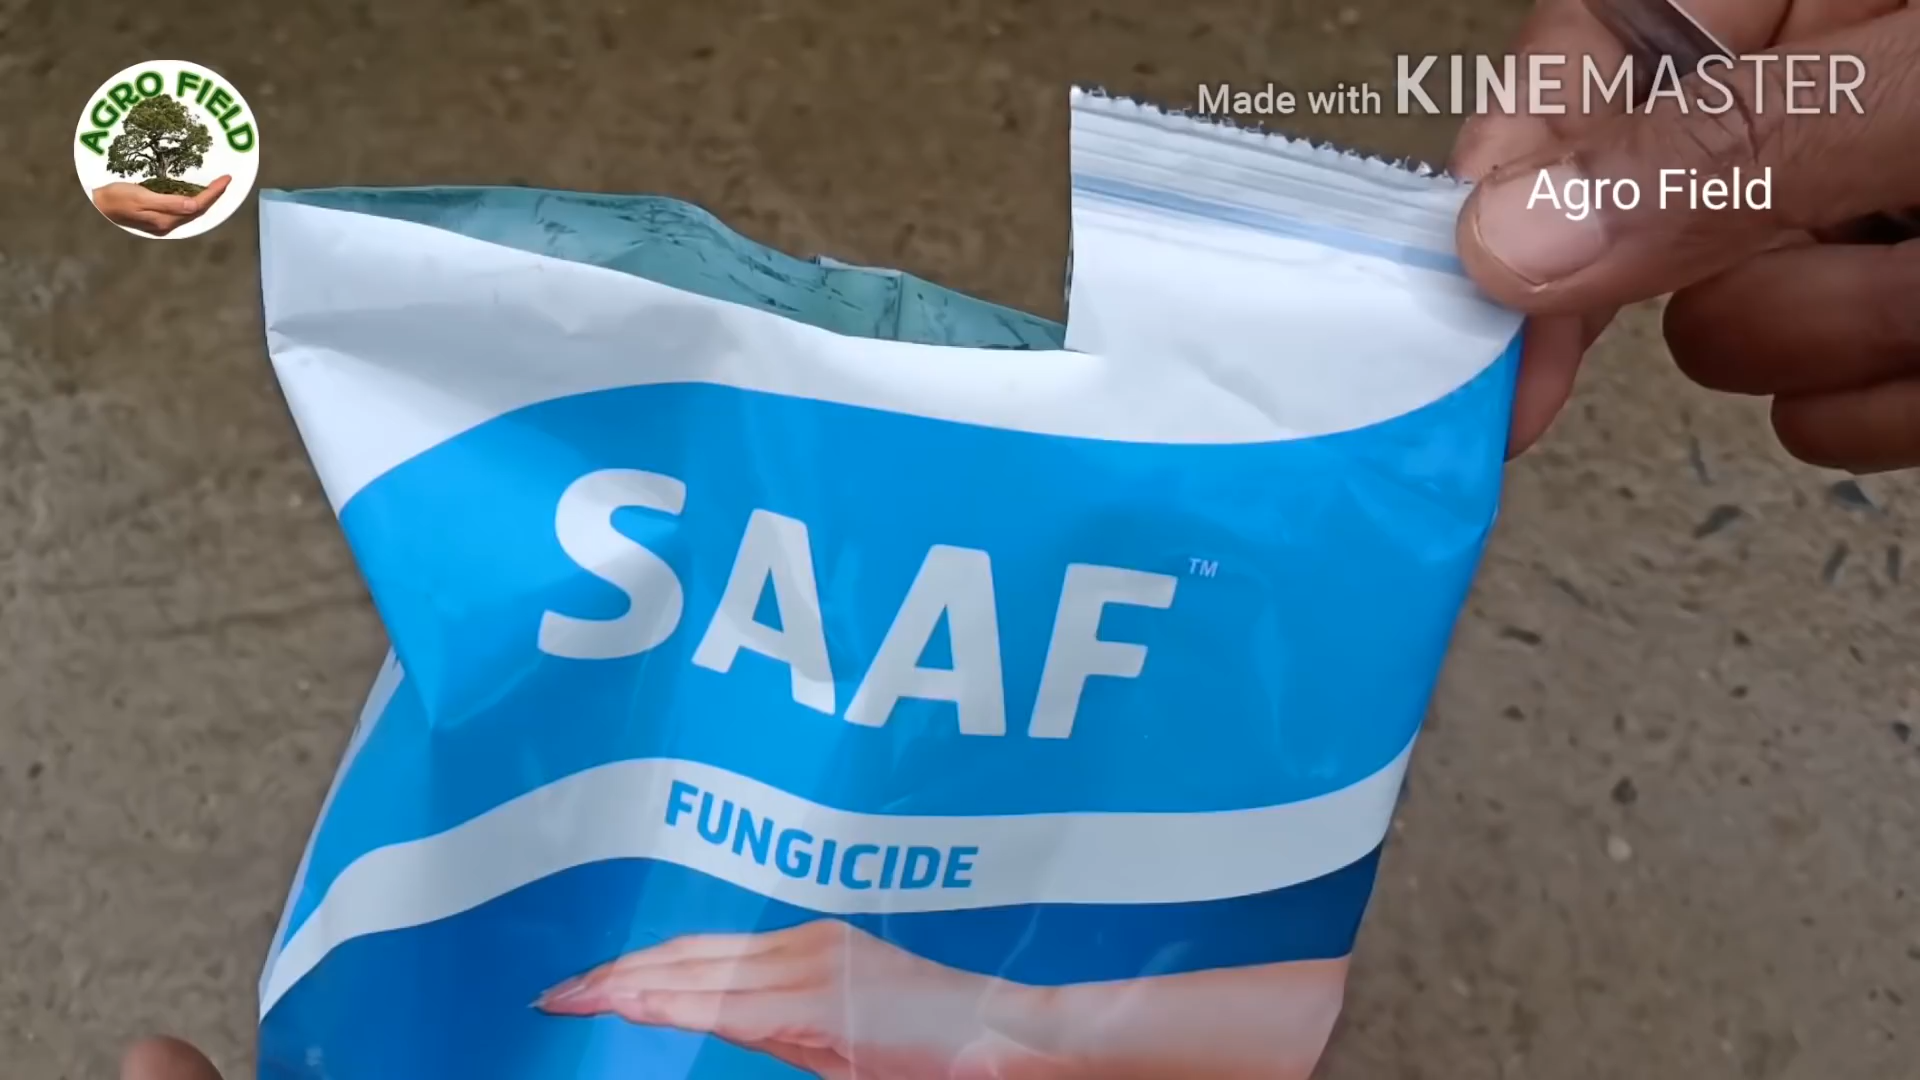 AGRO FIELD
Made with KINEMASTER
Agro Field
SAAF™
FUNGICIDE